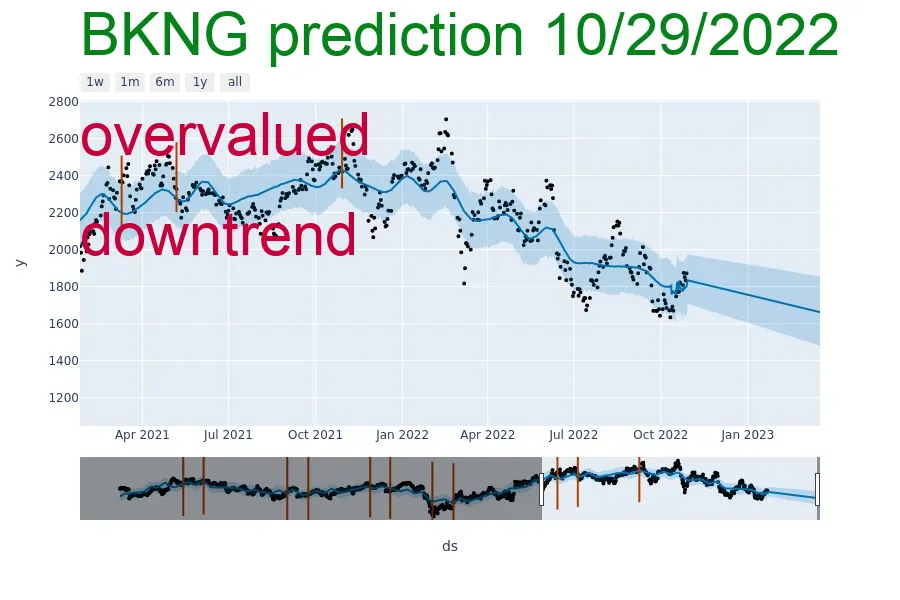 BKNG prediction 10/29/2022
1w 1m 6m 1y all
overvalued
downtrend
2800
2600
2400
2200
2000
1800
1600
1400
1200
y
Apr 2021 Jul 2021 Oct 2021 Jan 2022 Apr 2022 Jul 2022 Oct 2022 Jan 2023
ds